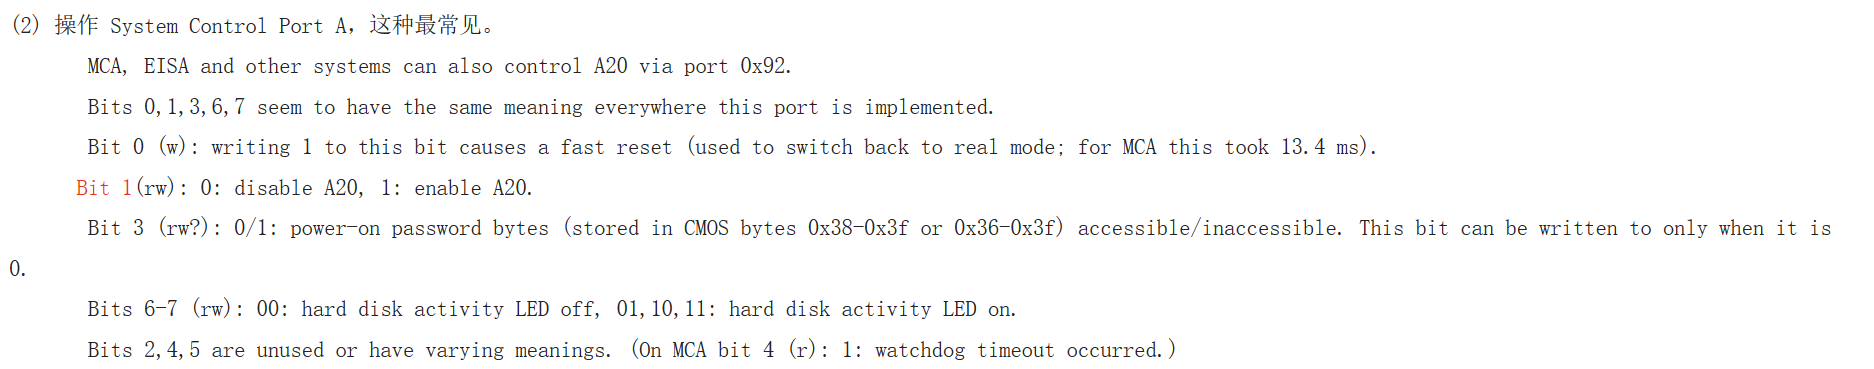 (2) 操作 System Control Port A，这种最常见。
MCA, EISA and other systems can also control A20 via port 0x92.
Bits 0,1,3,6,7 seem to have the same meaning everywhere this port is implemented.
Bit 0 (w): writing 1 to this bit causes a fast reset (used to switch back to real mode; for MCA this took 13.4 ms).
Bit 1(rw): 0: disable A20, 1: enable A20.
Bit 3 (rw?): 0/1: power-on password bytes (stored in CMOS bytes 0x38-0x3f or 0x36-0x3f) accessible/inaccessible. This bit can be written to only when it is
0.
Bits 6-7 (rw): 00: hard disk activity LED off, 01,10,11: hard disk activity LED on.
Bits 2,4,5 are unused or have varying meanings. (On MCA bit 4 (r): 1: watchdog timeout occurred.)